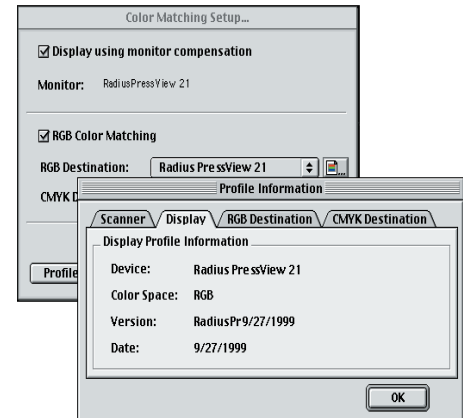 Color Matching Setup...
Display using monitor compensation
Monitor: RadiusPressView 21
RGB Color Matching
RGB Destination: Radius PressView 21
CMYK D
Profile
Profile Information
Scanner Display RGB Destination CMYK Destination
Display Profile Information
Device: Radius PressView 21
Color Space: RGB
Version: RadiusPr9/27/1999
Date: 9/27/1999
OK